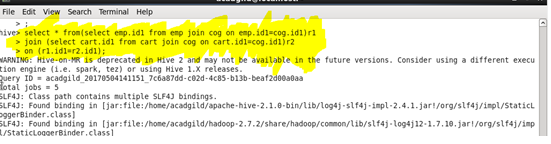 File Edit View Search Terminal Help
> ;
hive> select * from(select emp.id1 from emp join cog on emp.id1=cog.id1)r1
> join (select cart.id1 from cart join cog on cart.id1=cog.id1)r2
> on (r1.id1=r2.id1);
WARNING: Hive-on-MR is deprecated in Hive 2 and may not be available in the future versions. Consider using a different execu
tion engine (i.e. spark, tez) or using Hive 1.X releases.
Query ID = acadgild_20170504141151_7c6a87dd-c02d-4c85-b13b-beaf2d00a0aa
Total jobs = 5
SLF4J: Class path contains multiple SLF4J bindings.
SLF4J: Found binding in [jar:file:/home/acadgild/apache-hive-2.1.0-bin/lib/log4j-slf4j-impl-2.4.1.jar!/org/slf4j/impl/StaticL
oggerBinder.class]
SLF4J: Found binding in [jar:file:/home/acadgild/hadoop-2.7.2/share/hadoop/common/lib/slf4j-log4j12-1.7.10.jar!/org/slf4j/imp
l/StaticLoggerBinder.class]